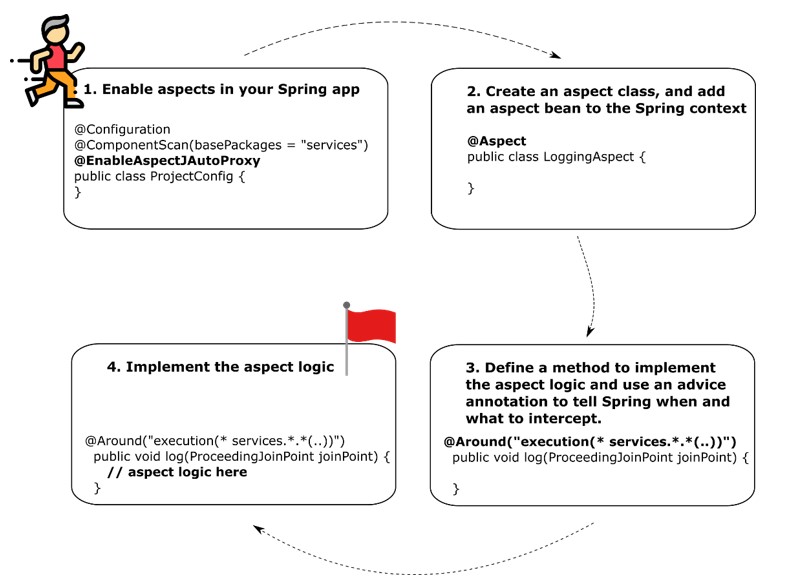 1. Enable aspects in your Spring app
@Configuration
@ComponentScan(basePackages = "services")
@EnableAspectJAutoProxy
public class ProjectConfig {
}
2. Create an aspect class, and add
an aspect bean to the Spring context
@Aspect
public class LoggingAspect {
}
3. Define a method to implement
the aspect logic and use an advice
annotation to tell Spring when and
what to intercept.
@Around("execution(* services.*.*(..))")
public void log(ProceedingJoinPoint joinPoint) {
}
4. Implement the aspect logic
@Around("execution(* services.*.*(..))")
public void log(ProceedingJoinPoint joinPoint) {
// aspect logic here
}